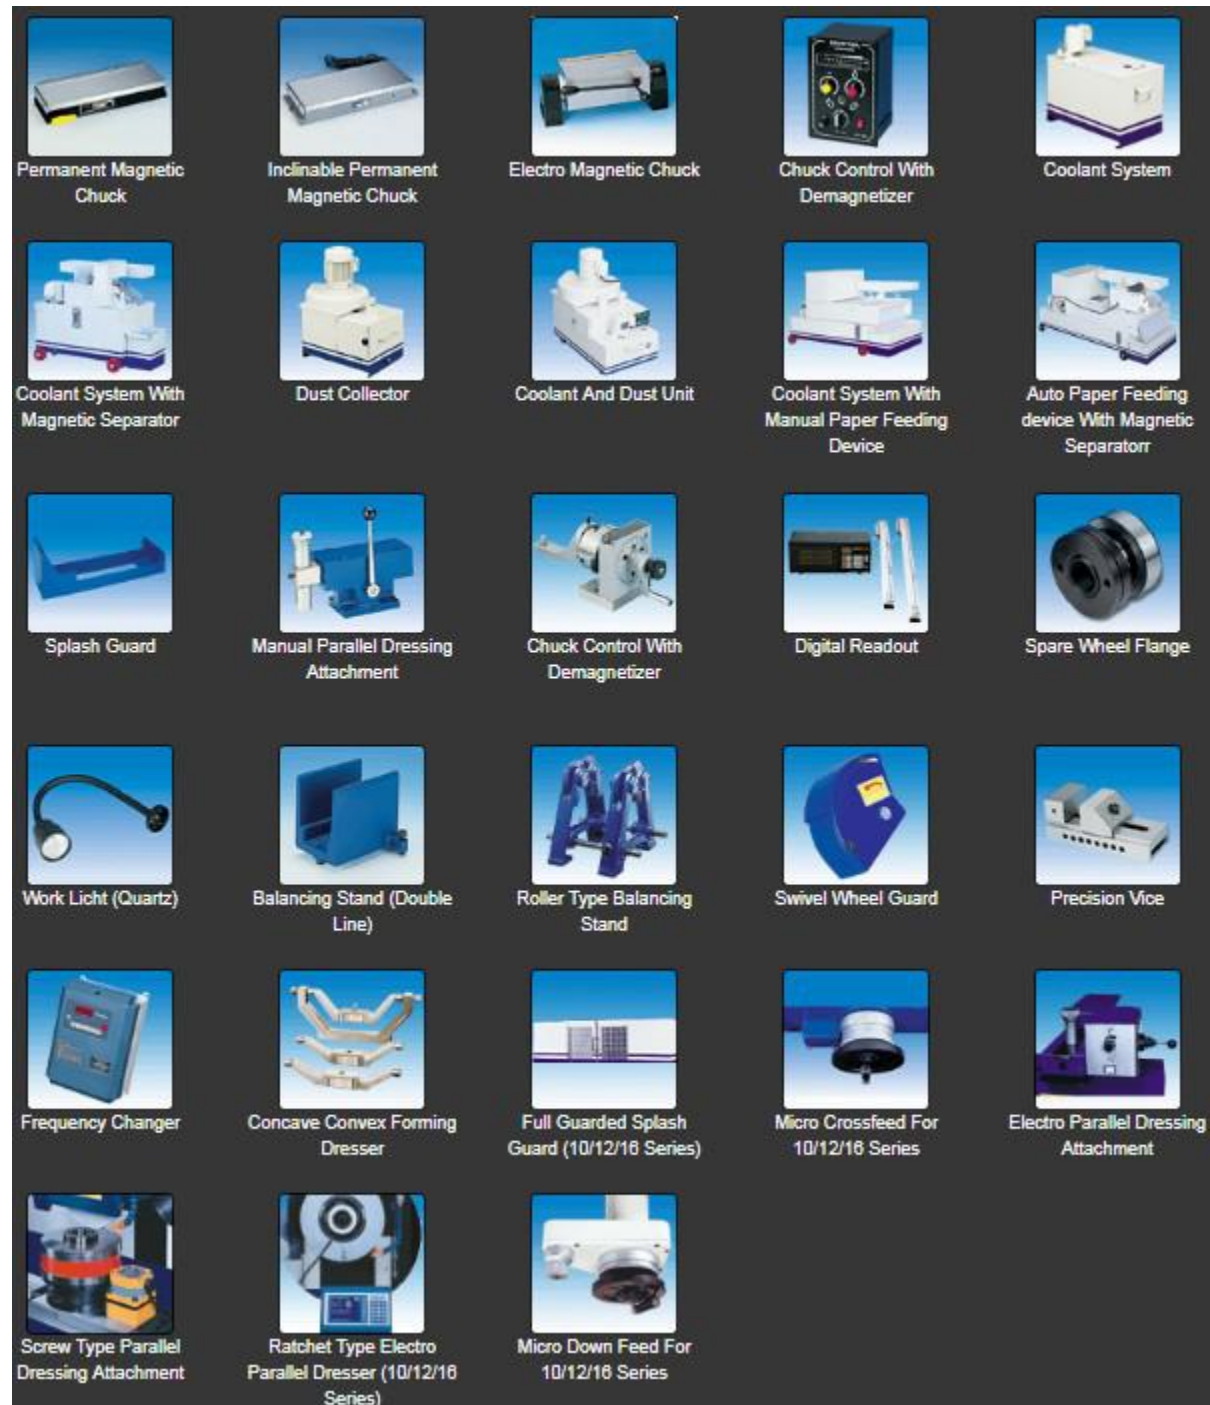 Permanent Magnetic
Chuck
Inclinable Permanent
Magnetic Chuck
Electro Magnetic Chuck
Chuck Control With
Demagnetizer
Coolant System
Coolant System With
Magnetic Separator
Dust Collector
Coolant And Dust Unit
Coolant System With
Manual Paper Feeding
Device
Auto Paper Feeding
device With Magnetic
Separatorr
Splash Guard
Manual Parallel Dressing
Attachment
Chuck Control With
Demagnetizer
Digital Readout
Spare Wheel Flange
Work Licht (Quartz)
Balancing Stand (Double
Line)
Roller Type Balancing
Stand
Swivel Wheel Guard
Precision Vice
Frequency Changer
Concave Convex Forming
Dresser
Full Guarded Splash
Guard (10/12/16 Series)
Micro Crossfeed For
10/12/16 Series
Electro Parallel Dressing
Attachment
Screw Type Parallel
Dressing Attachment
Ratchet Type Electro
Parallel Dresser (10/12/16
Series)
Micro Down Feed For
10/12/16 Series